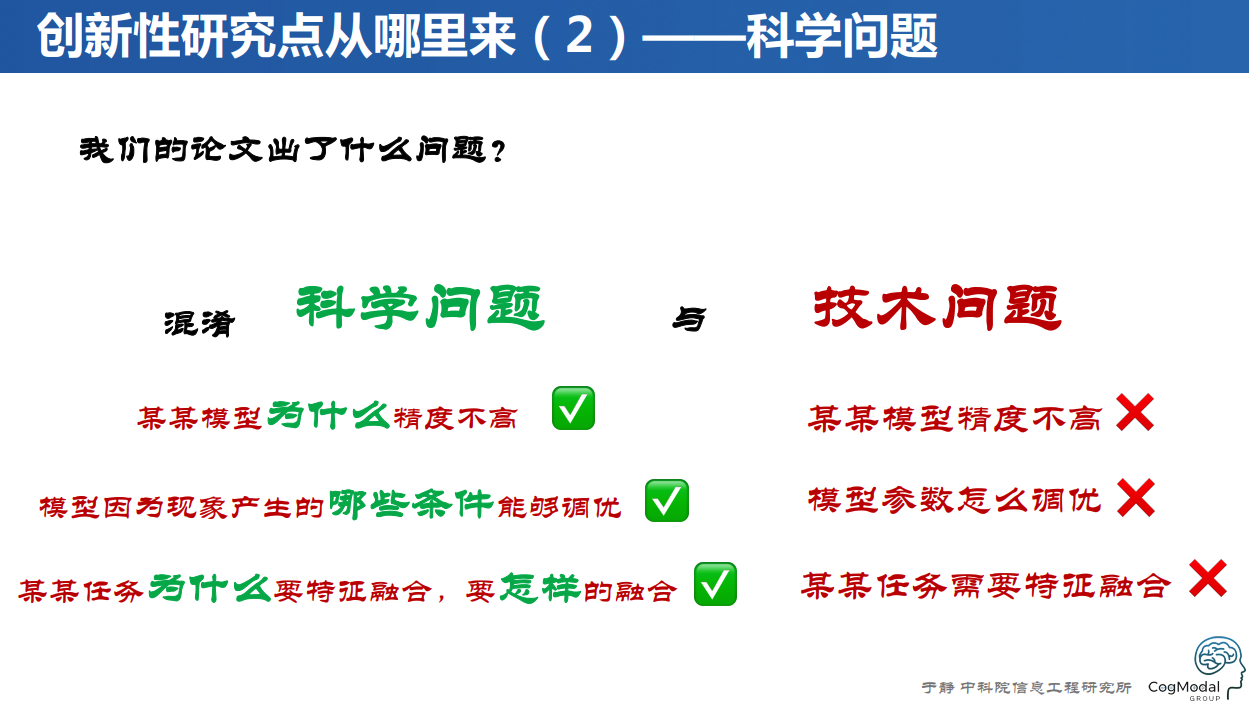 创新性研究点从哪里来（2）——科学问题
我们的论文出了什么问题？
混淆 科学问题 与 技术问题
某某模型为什么精度不高 ✅ 某某模型精度不高 ❌
模型因为现象产生的哪些条件能够调优 ✅ 模型参数怎么调优 ❌
某某任务为什么要特征融合，要怎样的融合 ✅ 某某任务需要特征融合 ❌
于静 中科院信息工程研究所
CogModal
GROUP